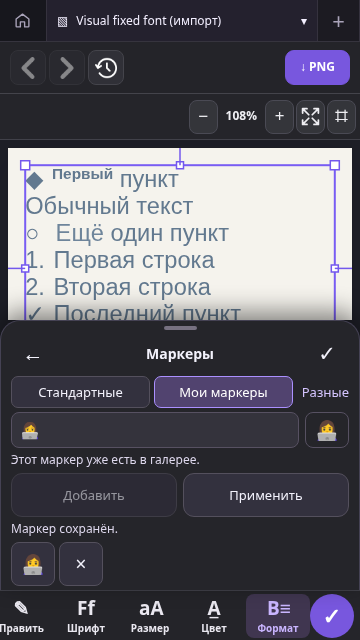 Visual fixed font (импорт)
↓ PNG
108%
◆ Первый пункт
Обычный текст
○ Ещё один пункт
1. Первая строка
2. Вторая строка
✓ Последний пункт
Маркеры
Стандартные Мои маркеры Разные
Этот маркер уже есть в галерее.
Добавить Применить
Маркер сохранён.
Ff aA A B≡
Править Шрифт Размер Цвет Формат